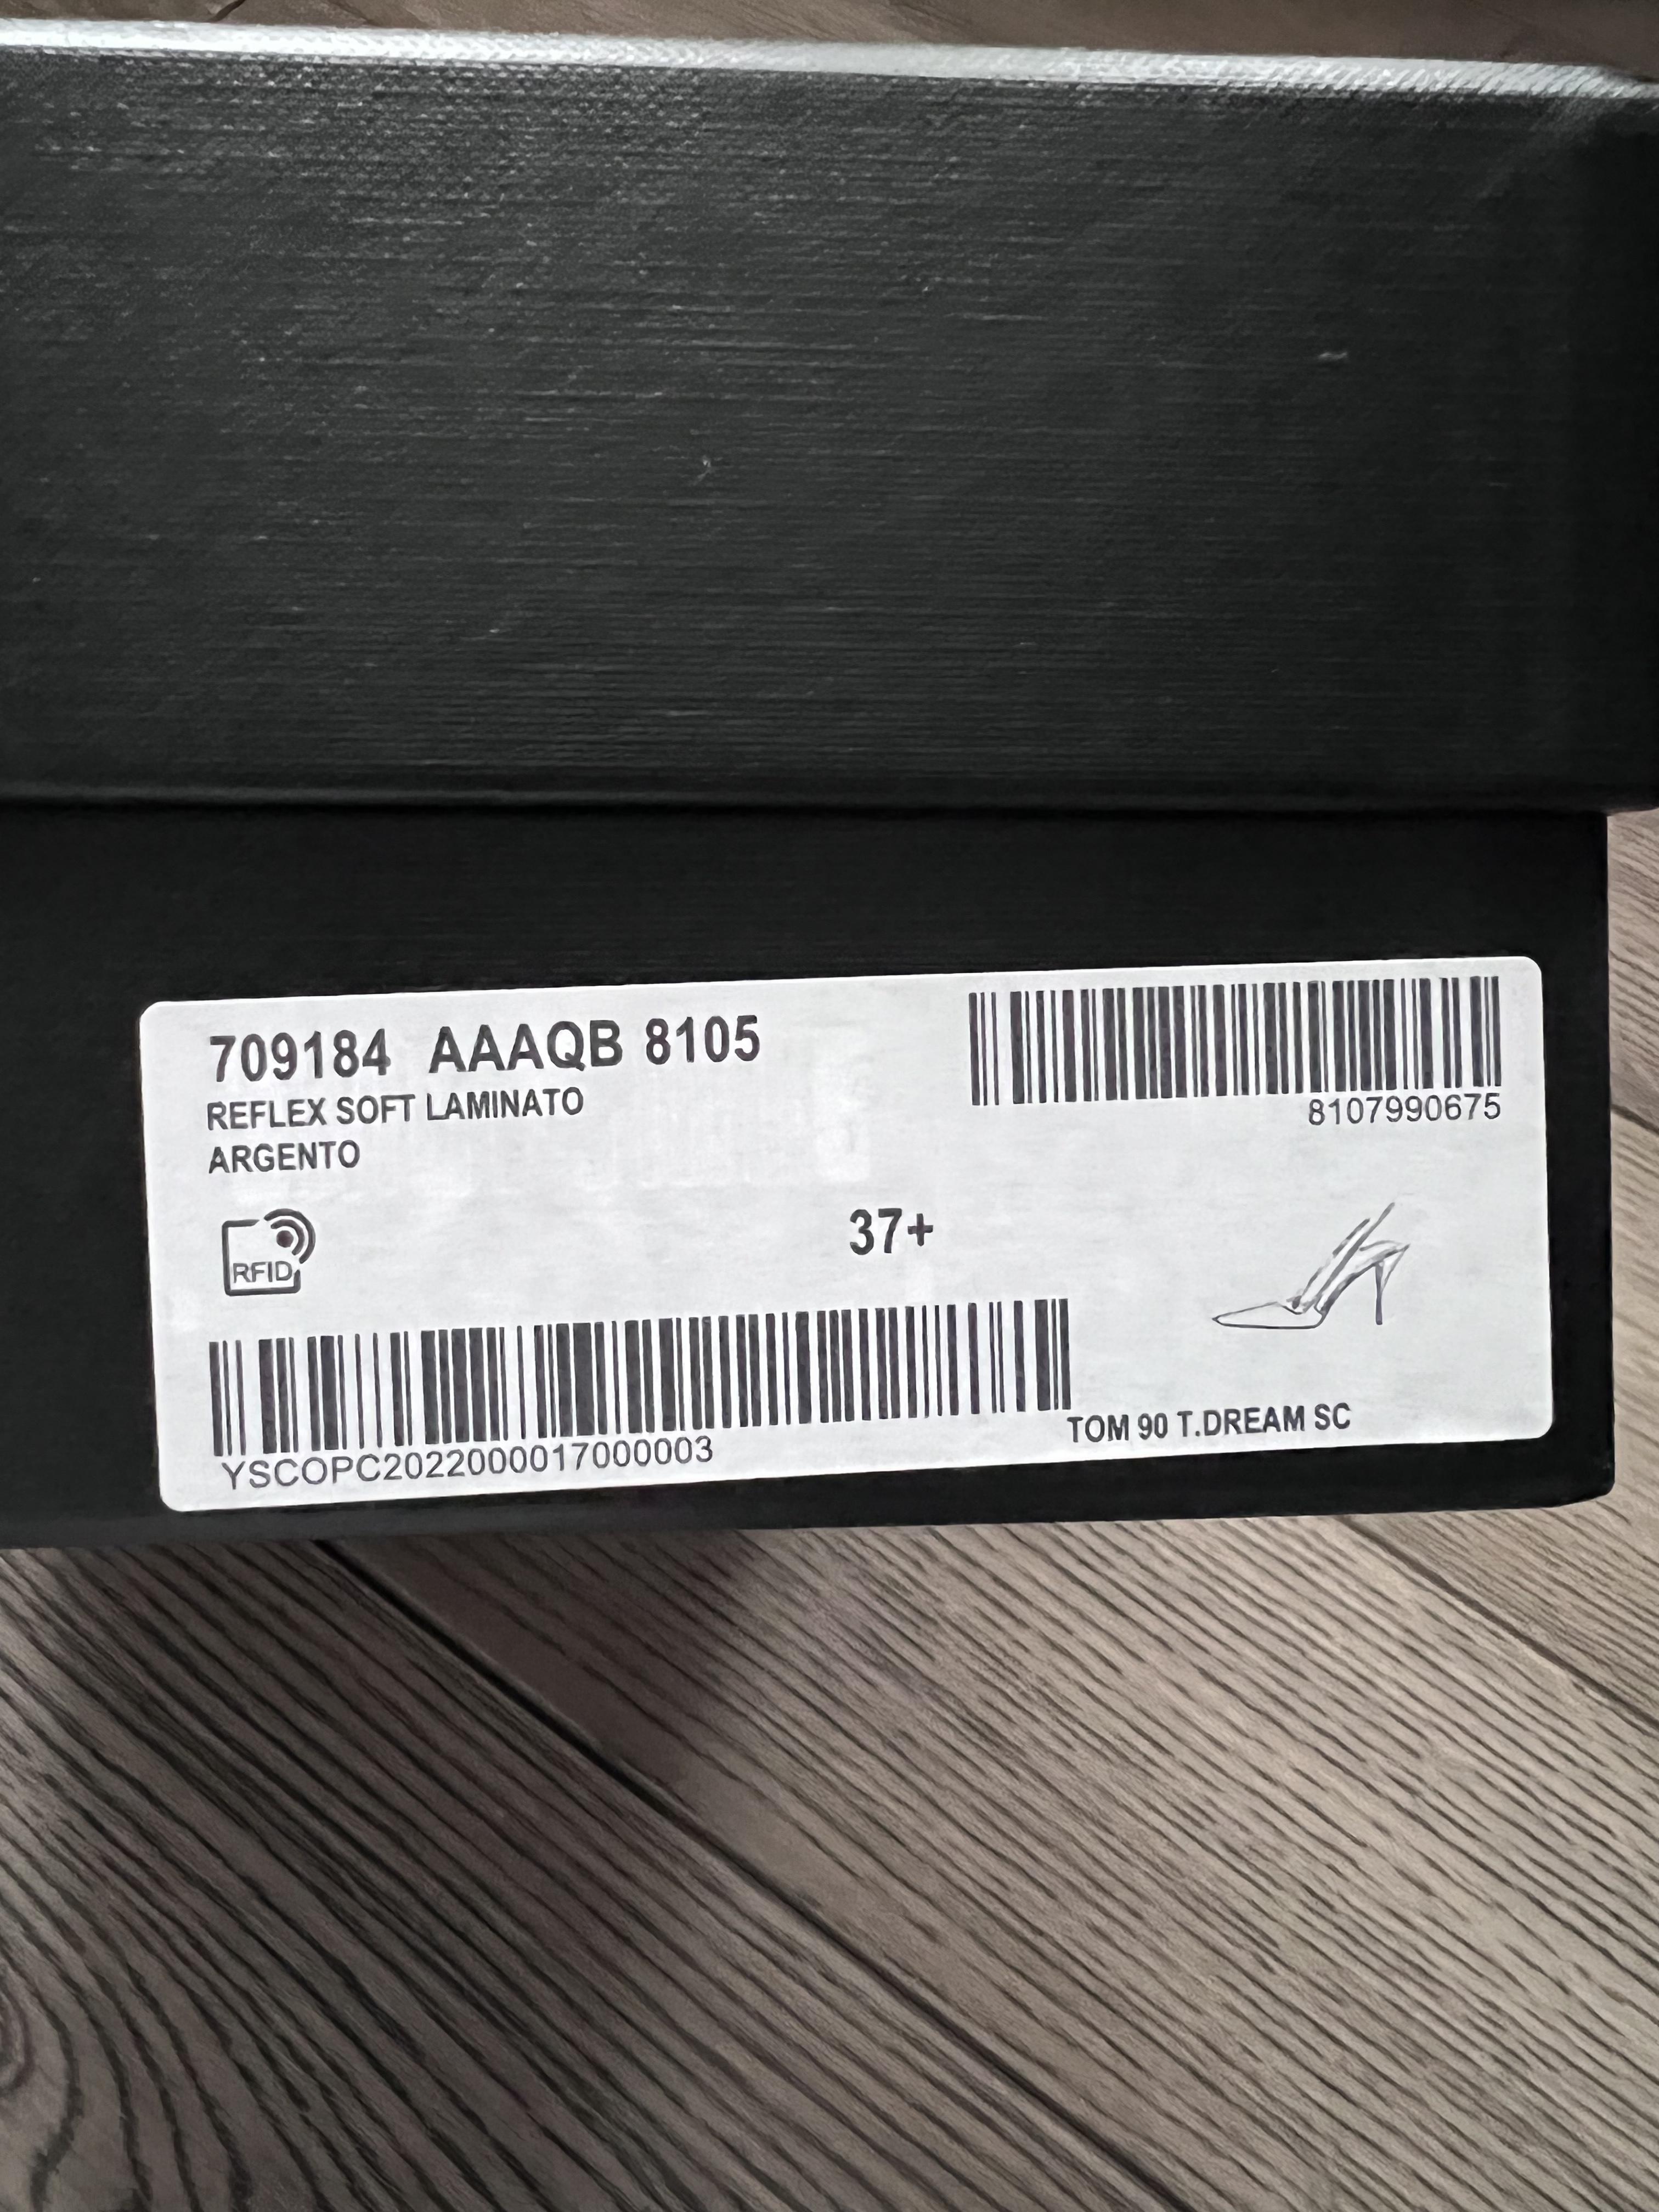 709184 AAAQB 8105
REFLEX SOFT LAMINATO
ARGENTO
8107990675
RFID
37+
YSCOPC2022000017000003
TOM 90 T.DREAM SC